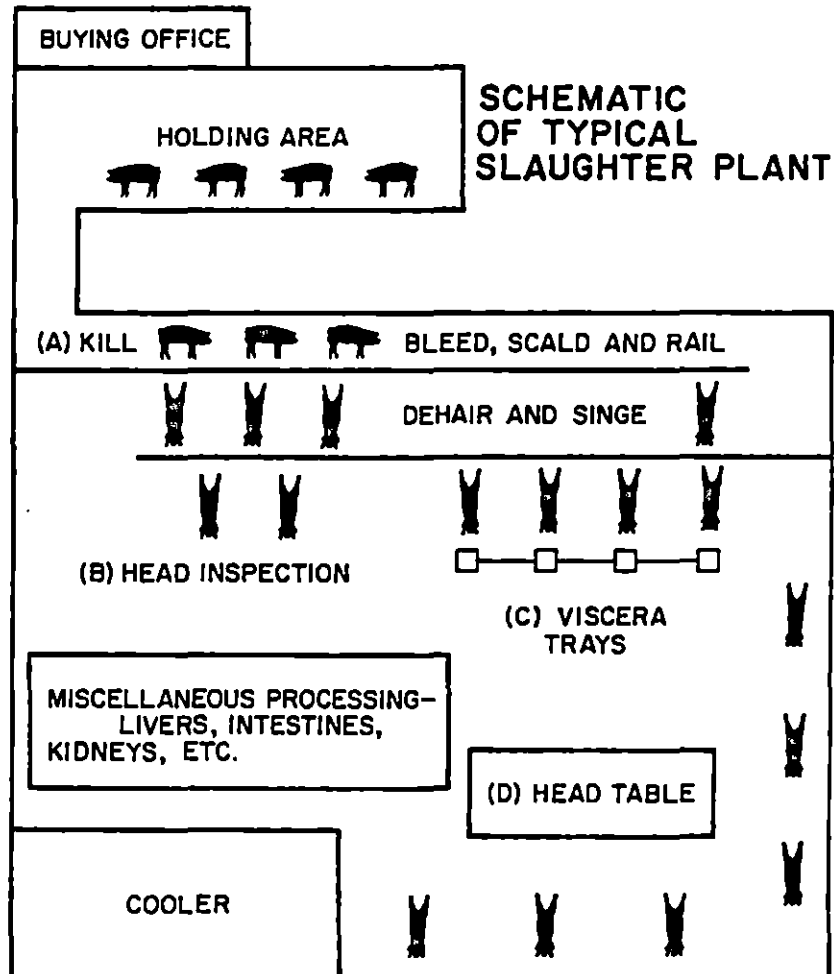 BUYING OFFICE
SCHEMATIC
OF TYPICAL
SLAUGHTER PLANT
HOLDING AREA
(A) KILL
BLEED, SCALD AND RAIL
DEHAIR AND SINGE
(B) HEAD INSPECTION
(C) VISCERA
TRAYS
MISCELLANEOUS PROCESSING–
LIVERS, INTESTINES,
KIDNEYS, ETC.
(D) HEAD TABLE
COOLER